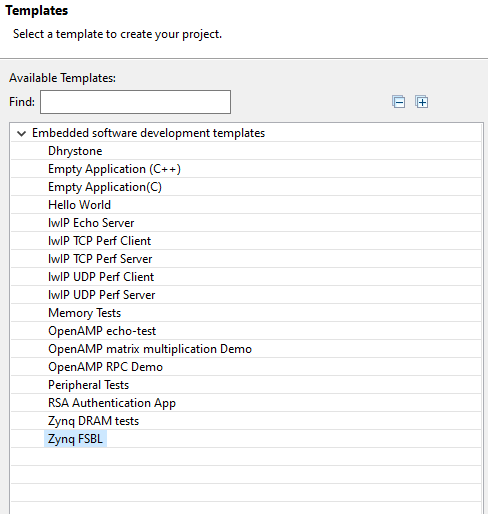 Templates
Select a template to create your project.
Available Templates:
Find:
Embedded software development templates
Dhrystone
Empty Application (C++)
Empty Application(C)
Hello World
lwIP Echo Server
lwIP TCP Perf Client
lwIP TCP Perf Server
lwIP UDP Perf Client
lwIP UDP Perf Server
Memory Tests
OpenAMP echo-test
OpenAMP matrix multiplication Demo
OpenAMP RPC Demo
Peripheral Tests
RSA Authentication App
Zynq DRAM tests
Zynq FSBL